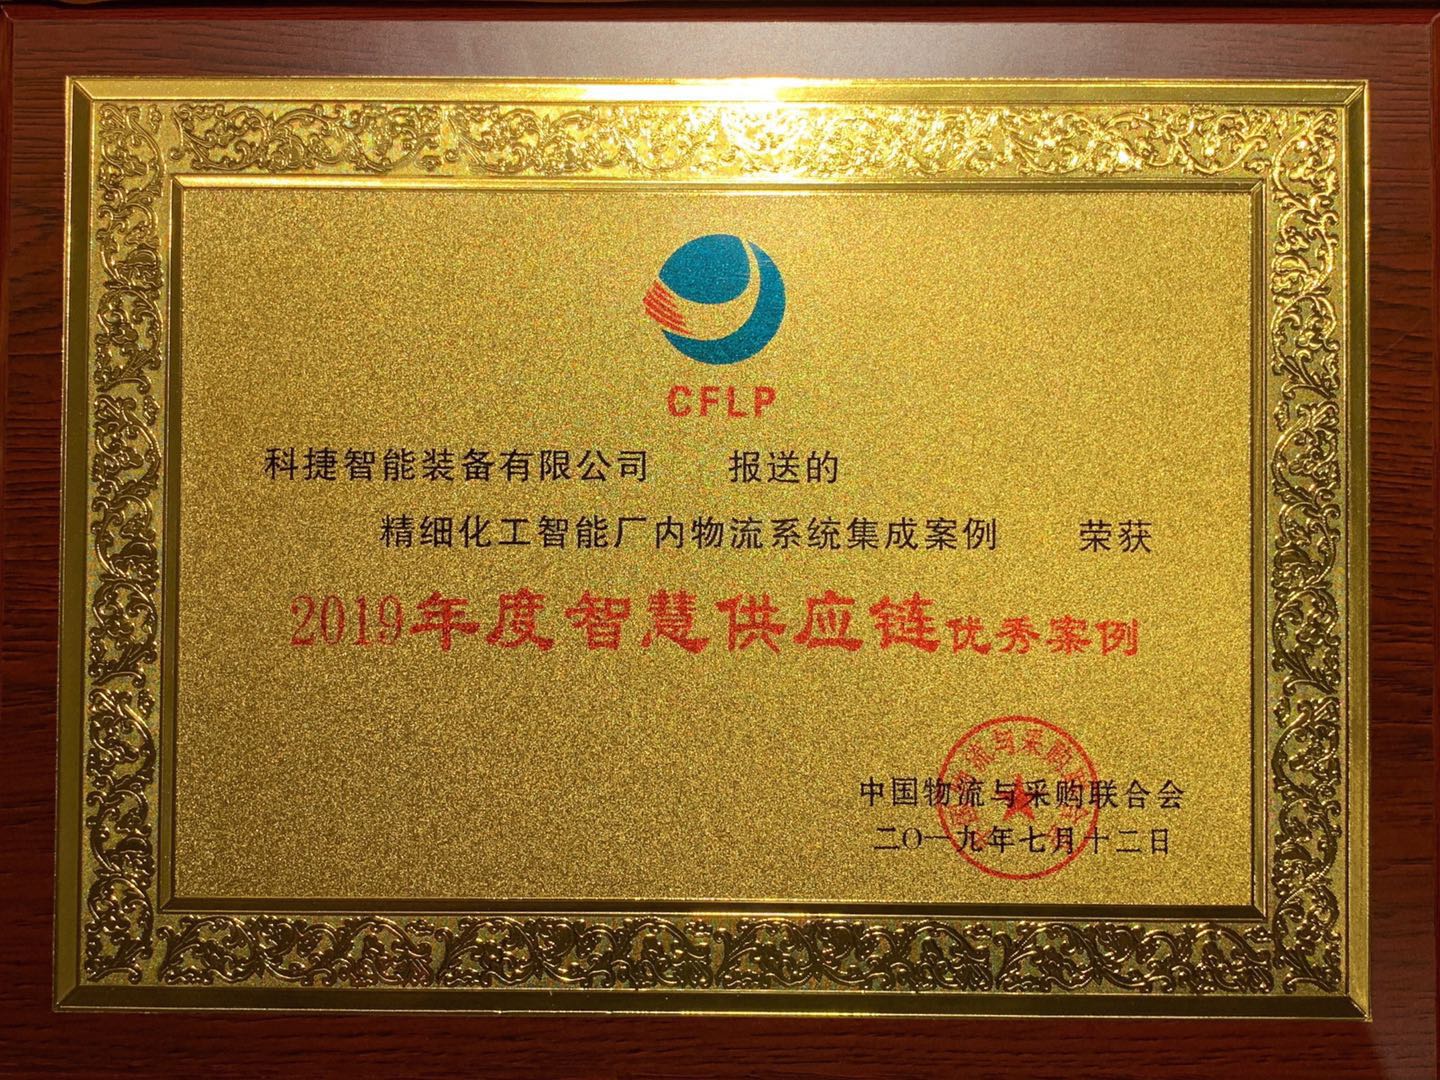 CFLP
科捷智能装备有限公司 报送的
精细化工智能厂内物流系统集成案例 荣获
2019年度智慧供应链优秀案例
中国物流与采购联合会
二〇一九年七月十二日